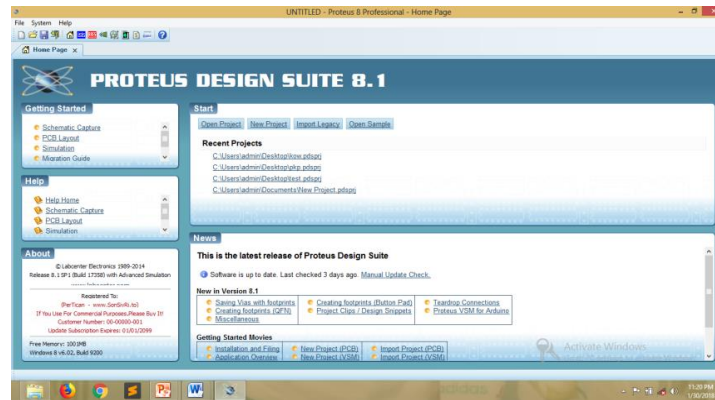 UNTITLED - Proteus 8 Professional - Home Page
File System Help
Home Page x
PROTEUS DESIGN SUITE 8.1
Getting Started
Schematic Capture
PCB Layout
Simulation
Migration Guide
Help
Help Home
Schematic Capture
PCB Layout
Simulation
About
© Labcenter Electronics 1989-2014
Release 8.1 SP1 (Build 17358) with Advanced Simulation
www.labcenter.com
Registered To:
If You Use For Commercial Purposes,Please Buy It!
Customer Number: 00-00000-001
Update Subscription Expires: 01/01/2099
Free Memory: 1001MB
Windows 8 v6.02, Build 9200
Start
Open Project New Project Import Legacy Open Sample
Recent Projects
C:\Users\admin\Desktop\kow.pdsprj
C:\Users\admin\Desktop\pkp.pdsprj
C:\Users\admin\Desktop\test.pdsprj
C:\Users\admin\Documents\New Project.pdsprj
News
This is the latest release of Proteus Design Suite
Software is up to date. Last checked 3 days ago. Manual Update Check.
New in Version 8.1
Saving Vias with footprints Creating footprints (Button Pad) Teardrop Connections
Creating footprints (QFN) Project Clips / Design Snippets Proteus VSM for Arduino
Miscellaneous
Getting Started Movies
Installation and Filing New Project (PCB) Import Project (PCB)
Application Overview New Project (VSM) Import Project (VSM)
Activate Windows
11:29 PM